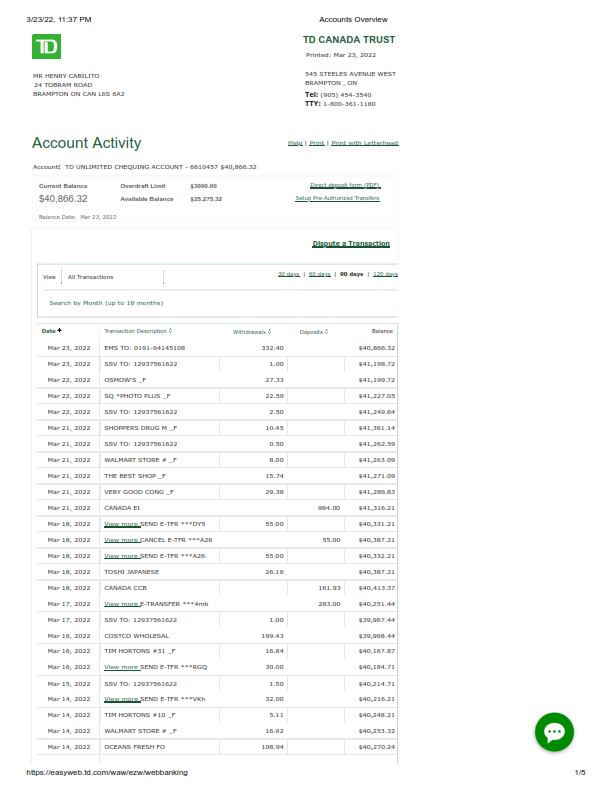 3/23/22, 11:37 PM Accounts Overview
TD
TD CANADA TRUST
Printed: Mar 23, 2022
MR HENRY CABILITO
24 TOBRAM ROAD
BRAMPTON ON CAN L6S 6A2
545 STEELES AVENUE WEST
BRAMPTON , ON
Tel: (905) 454-3540
TTY: 1-800-361-1180
Account Activity
Help | Print | Print with Letterhead
Account: TD UNLIMITED CHEQUING ACCOUNT - 6610457 $40,866.32
Current Balance Overdraft Limit $3000.00 Direct deposit form (PDF)
$40,866.32 Available Balance $25,275.32 Setup Pre-Authorized Transfers
Balance Date: Mar 23, 2022
Dispute a Transaction
View All Transactions 30 days | 60 days | 90 days | 120 days
Search by Month (up to 18 months)
Date Transaction Description Withdrawals Deposits Balance
Mar 23, 2022 EMS TO: 0191-64145108 332.40 $40,866.32
Mar 23, 2022 SSV TO: 12937561622 1.00 $41,198.72
Mar 22, 2022 OSMOW'S _F 27.33 $41,199.72
Mar 22, 2022 SQ *PHOTO PLUS _F 22.59 $41,227.05
Mar 22, 2022 SSV TO: 12937561622 2.50 $41,249.64
Mar 21, 2022 SHOPPERS DRUG M _F 10.45 $41,361.14
Mar 21, 2022 SSV TO: 12937561622 0.50 $41,262.59
Mar 21, 2022 WALMART STORE # _F 8.00 $41,263.09
Mar 21, 2022 THE BEST SHOP _F 15.74 $41,271.09
Mar 21, 2022 VERY GOOD CONG _F 29.38 $41,286.83
Mar 21, 2022 CANADA EI 984.00 $41,316.21
Mar 18, 2022 View more SEND E-TFR ***DY5 55.00 $40,331.21
Mar 18, 2022 View more CANCEL E-TFR ***A26 55.00 $40,387.21
Mar 18, 2022 View more SEND E-TFR ***A26 55.00 $40,332.21
Mar 18, 2022 TOSHI JAPANESE 26.16 $40,387.21
Mar 18, 2022 CANADA CCB 161.93 $40,413.37
Mar 17, 2022 View more E-TRANSFER ***4mb 283.00 $40,251.44
Mar 17, 2022 SSV TO: 12937561622 1.00 $39,967.44
Mar 16, 2022 COSTCO WHOLESAL 199.43 $39,968.44
Mar 16, 2022 TIM HORTONS #31 _F 16.84 $40,167.87
Mar 16, 2022 View more SEND E-TFR ***RGQ 30.00 $40,184.71
Mar 15, 2022 SSV TO: 12937561622 1.50 $40,214.71
Mar 14, 2022 View more SEND E-TFR ***VKh 32.00 $40,216.21
Mar 14, 2022 TIM HORTONS #10 _F 5.11 $40,248.21
Mar 14, 2022 WALMART STORE # _F 16.92 $40,253.32
Mar 14, 2022 OCEANS FRESH FO 108.94 $40,270.24
https://easyweb.td.com/waw/ezw/webbanking 1/5